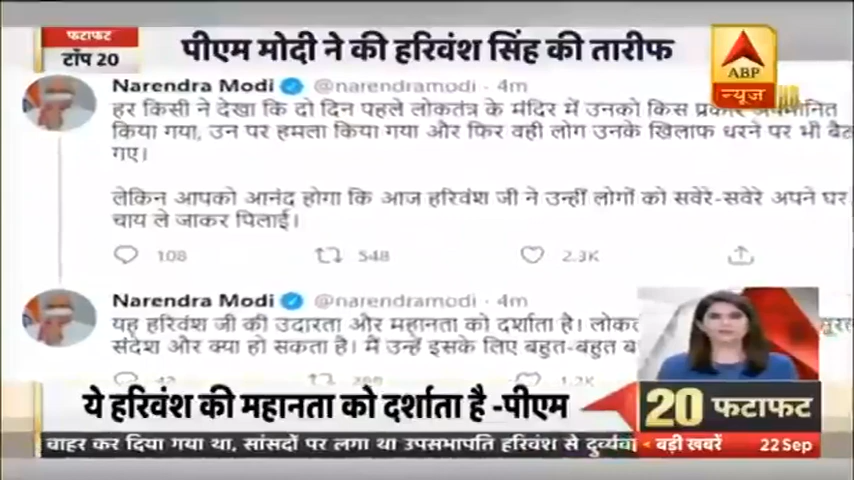 फटाफट
टॉप 20
पीएम मोदी ने की हरिवंश सिंह की तारीफ
ABP
न्यूज़
Narendra Modi @narendramodi · 4m
हर किसी ने देखा कि दो दिन पहले लोकतंत्र के मंदिर में उनको किस
किया गया, उन पर हमला किया गया और फिर वही लोग उनके खिलाफ धरने पर भी
गए।
लेकिन आपको आनंद होगा कि आज हरिवंश जी ने उन्हीं लोगों को सवेरे-सवेरे अपने घर
चाय ले जाकर पिलाई।
108 548 2.3K
Narendra Modi @narendramodi · 4m
यह हरिवंश जी की उदारता और महानता को दर्शाता है।
संदेश और क्या हो सकता है। मैं उन्हें इसके लिए बहुत-बहुत
ये हरिवंश की महानता को दर्शाता है -पीएम
20 फटाफट
बाहर कर दिया गया था, सांसदों पर लगा था उपसभापति हरिवंश से
< बड़ी खबरें
22 Sep